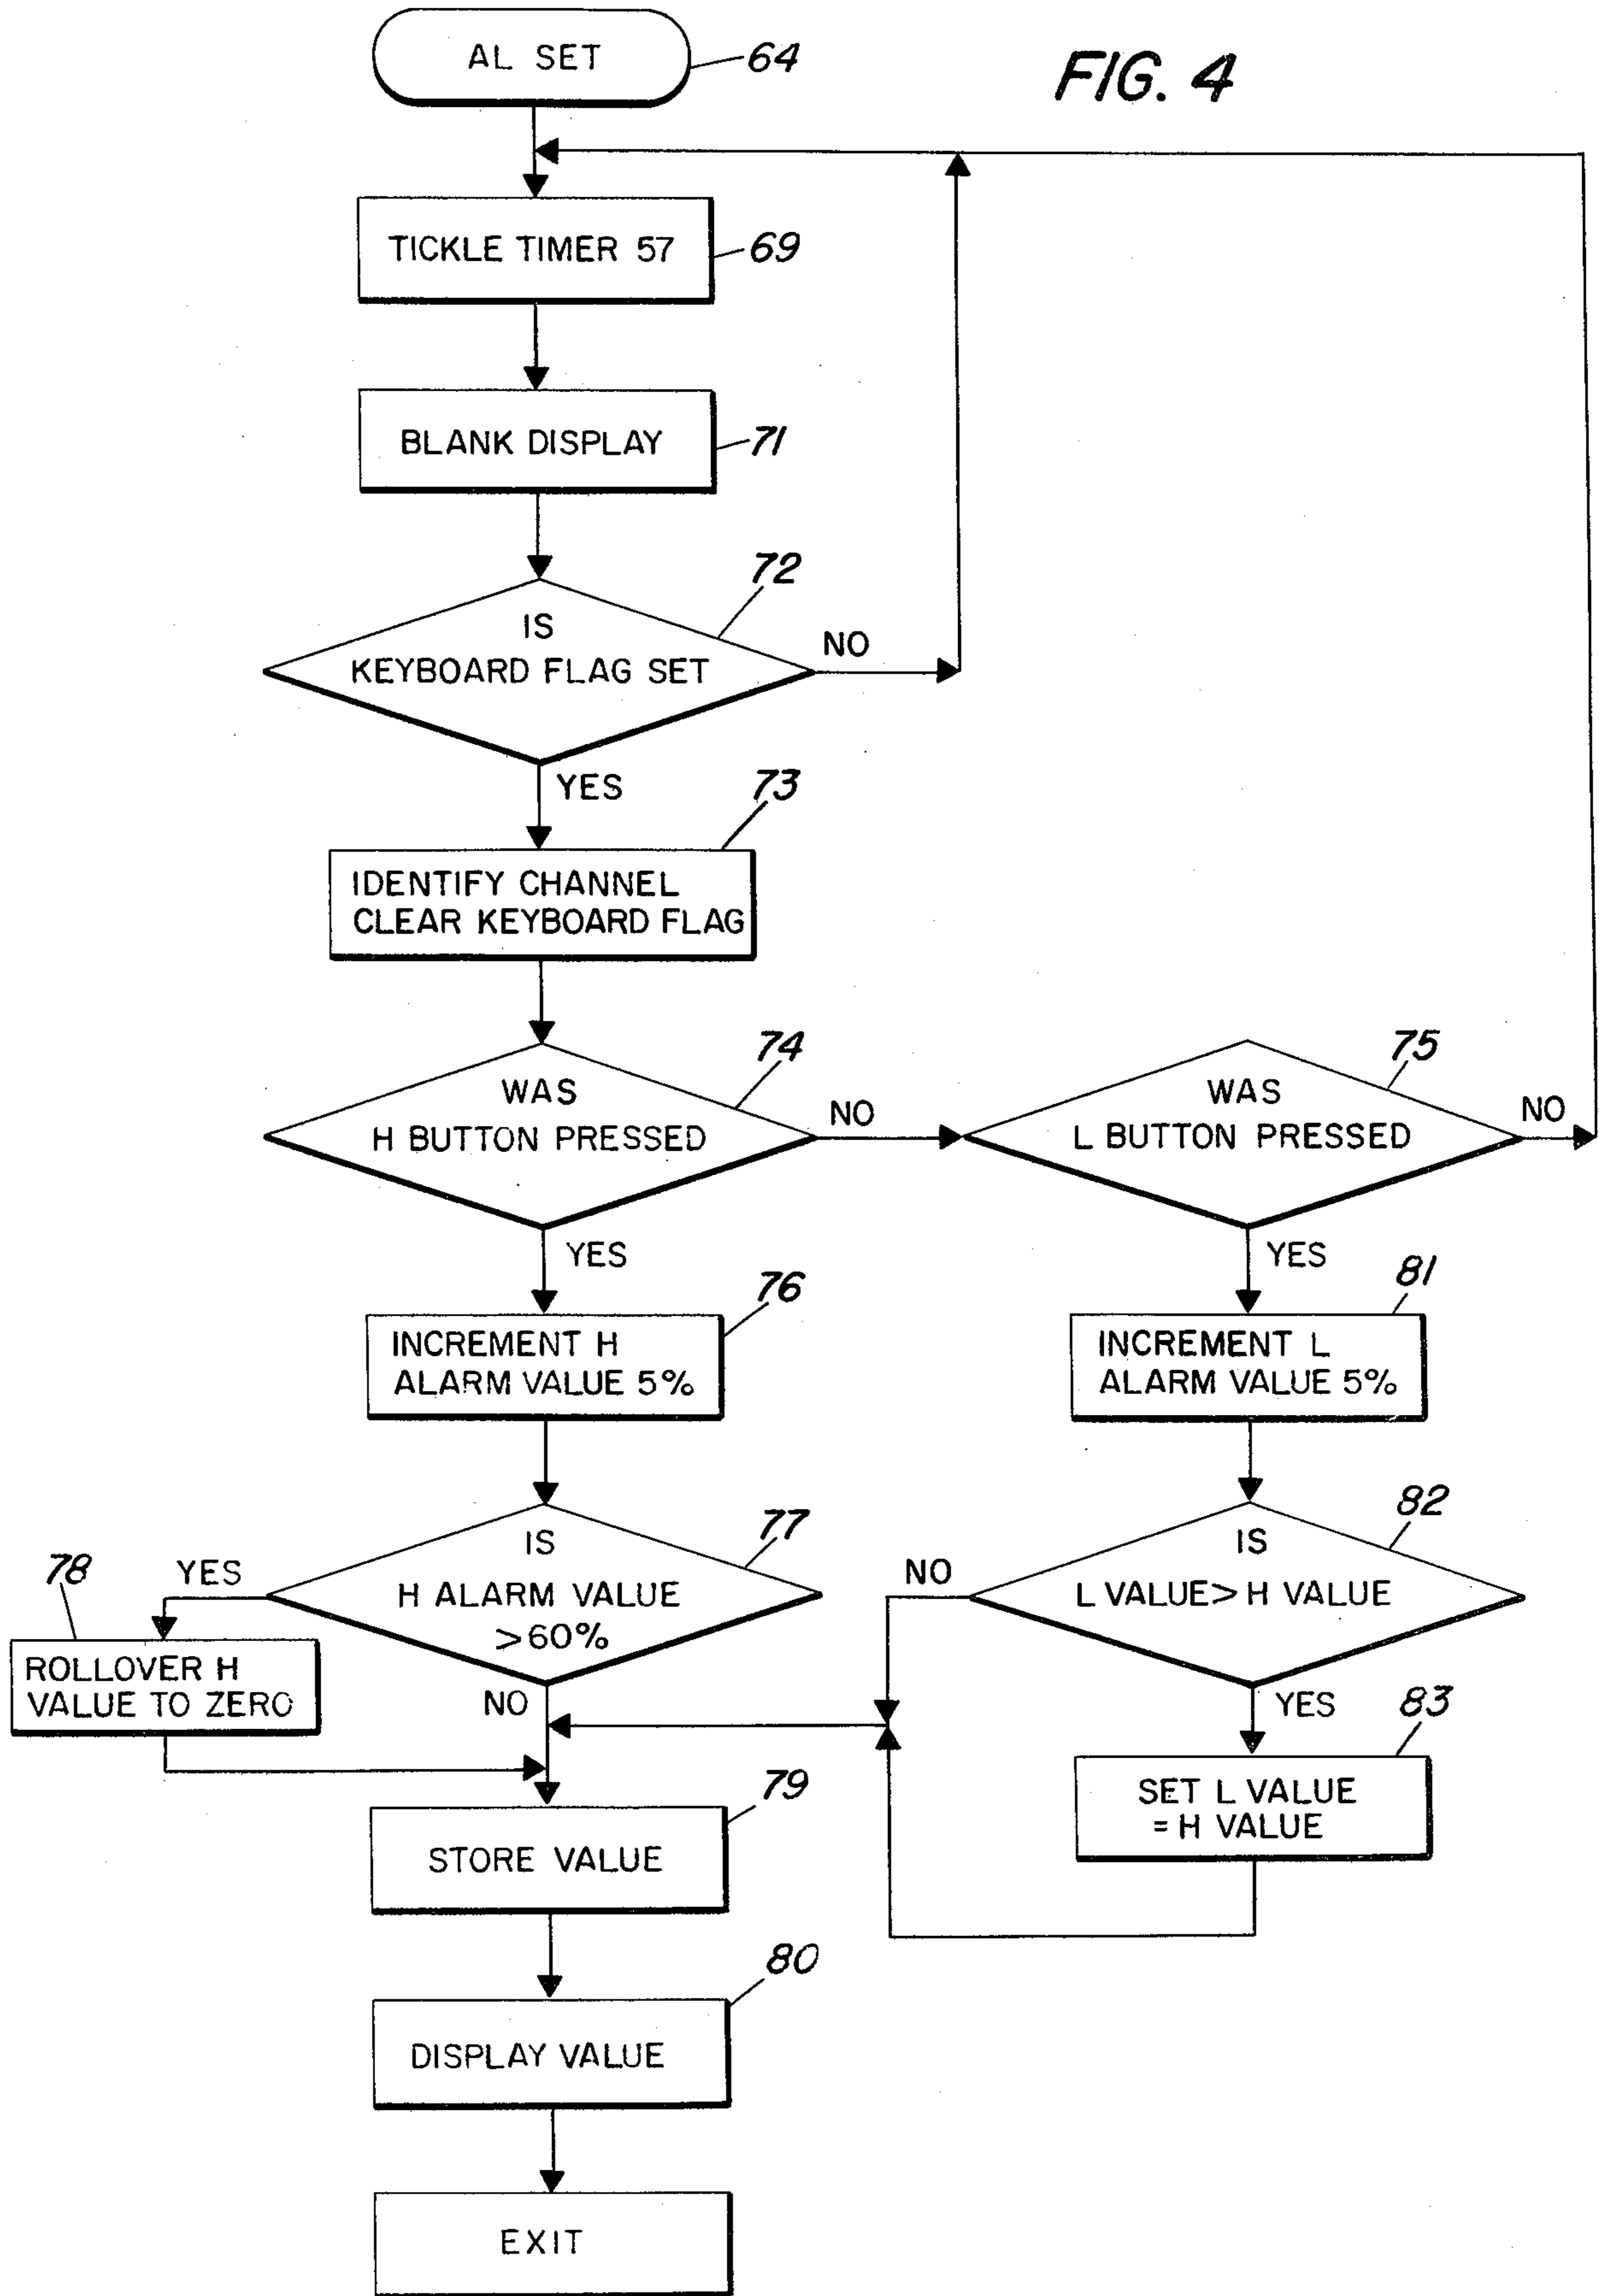 AL SET
64
FIG. 4
TICKLE TIMER 57
69
BLANK DISPLAY
71
72
IS
KEYBOARD FLAG SET
NO
YES
73
IDENTIFY CHANNEL
CLEAR KEYBOARD FLAG
74
WAS
H BUTTON PRESSED
NO
75
WAS
L BUTTON PRESSED
NO
YES
YES
76
INCREMENT H
ALARM VALUE 5%
81
INCREMENT L
ALARM VALUE 5%
77
IS
H ALARM VALUE
>60%
YES
NO
78
ROLLOVER H
VALUE TO ZERO
82
IS
L VALUE> H VALUE
NO
YES
83
SET L VALUE
= H VALUE
79
STORE VALUE
80
DISPLAY VALUE
EXIT